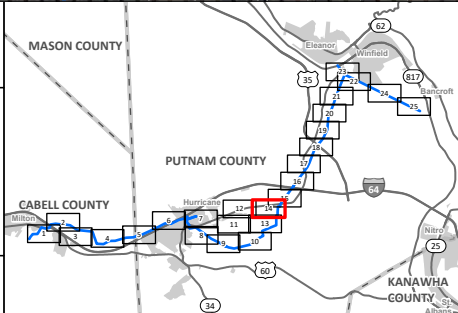 62
MASON COUNTY
Eleanor
Winfield
35
23
22
817
21
24
Bancroft
25
20
19
18
PUTNAM COUNTY
17
16
64
CABELL COUNTY
Hurricane
15
Milton
12
14
2
6
7
11
13
1
3
4
5
8
9
10
Nitro
25
60
KANAWHA
COUNTY
34
St
Albans